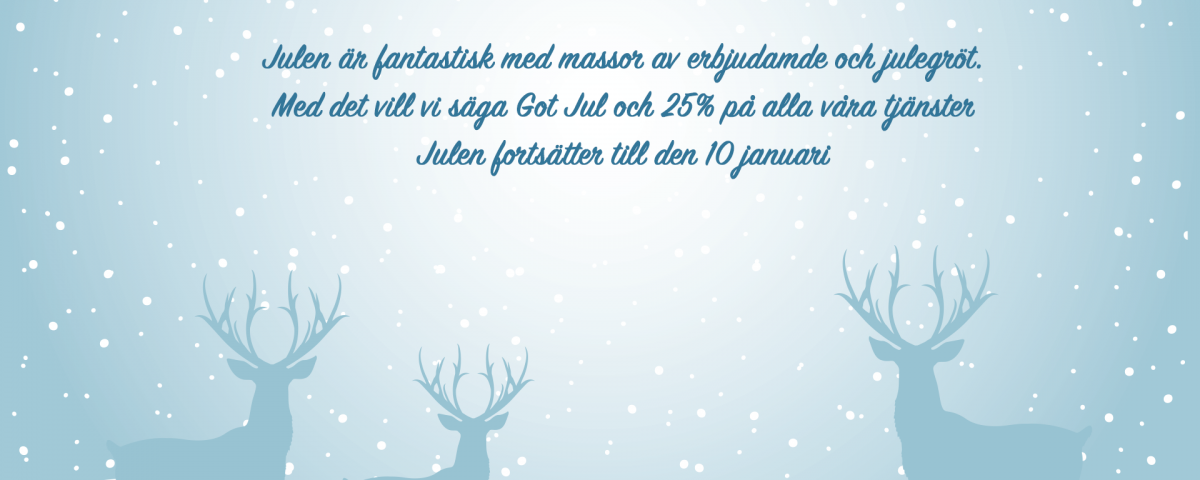 Julen är fantastisk med massor av erbjudamde och julegröt.
Med det vill vi säga Got Jul och 25% på alla våra tjänster
Julen fortsätter till den 10 januari